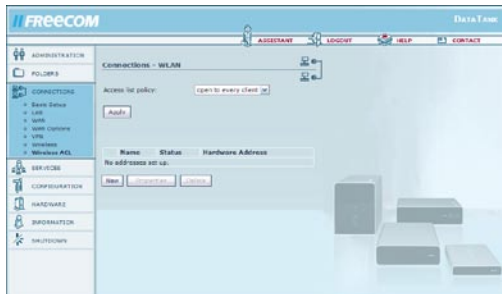 FREECOM
DATATANK
ASSISTANT LOGOUT HELP CONTACT
ADMINISTRATION
FOLDERS
CONNECTIONS
Basic Setup
LAN
WAN
WAN Options
VPN
Wireless
Wireless ACL
SERVICES
CONFIGURATION
HARDWARE
INFORMATION
SHUTDOWN
Connections - WLAN
Access list policy: open to every client
Apply
Name Status Hardware Address
No addresses set up.
New Properties Delete